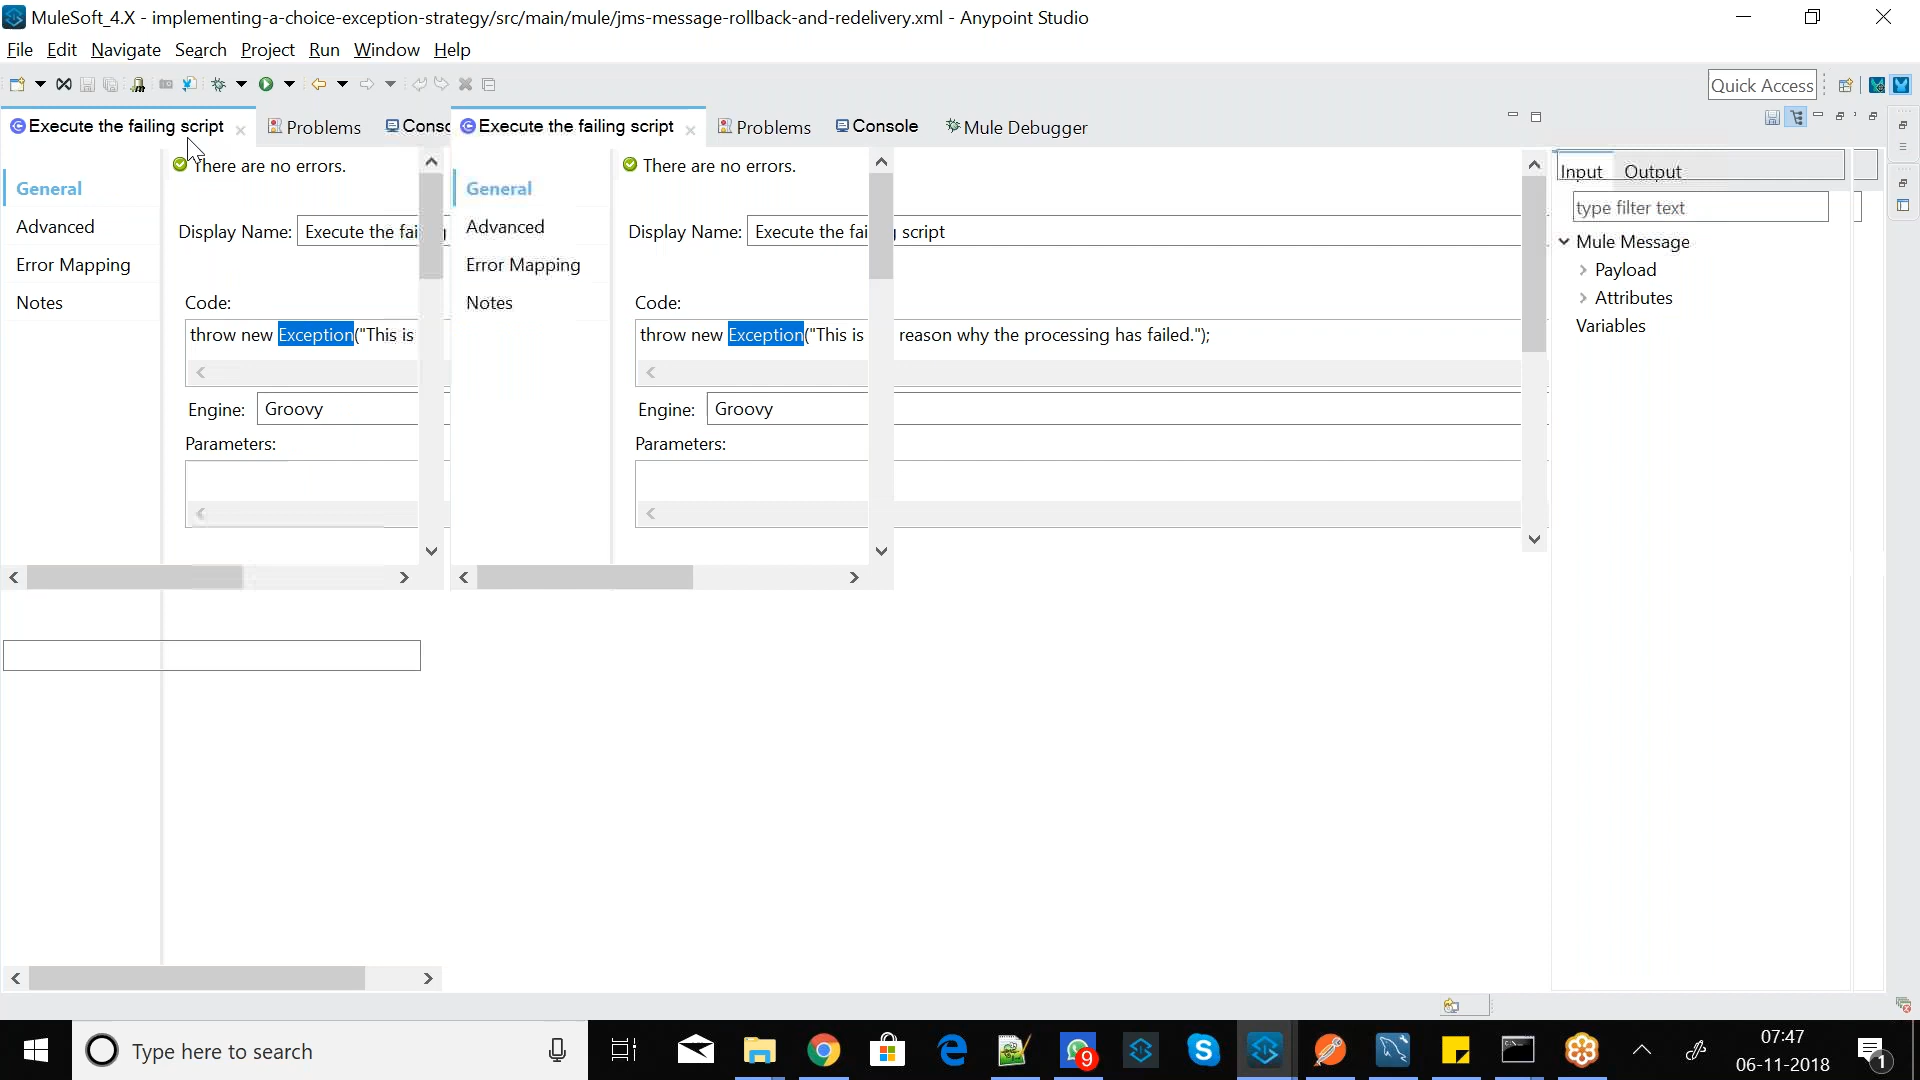 MuleSoft_4.X - implementing-a-choice-exception-strategy/src/main/mule/jms-message-rollback-and-redelivery.xml - Anypoint Studio
File Edit Navigate Search Project Run Window Help
Quick Access
Execute the failing script Problems Conso Execute the failing script Problems Console Mule Debugger
There are no errors. There are no errors. Input Output
General General
type filter text
Advanced Display Name: Execute the fai Advanced Display Name: Execute the fai g script
Mule Message
Error Mapping Error Mapping
Payload
Notes Code: Notes Code:
Attributes
Variables
throw new Exception("This is throw new Exception("This is reason why the processing has failed.");
Engine: Groovy Engine: Groovy
Parameters: Parameters:
Type here to search
9
07:47
06-11-2018
1